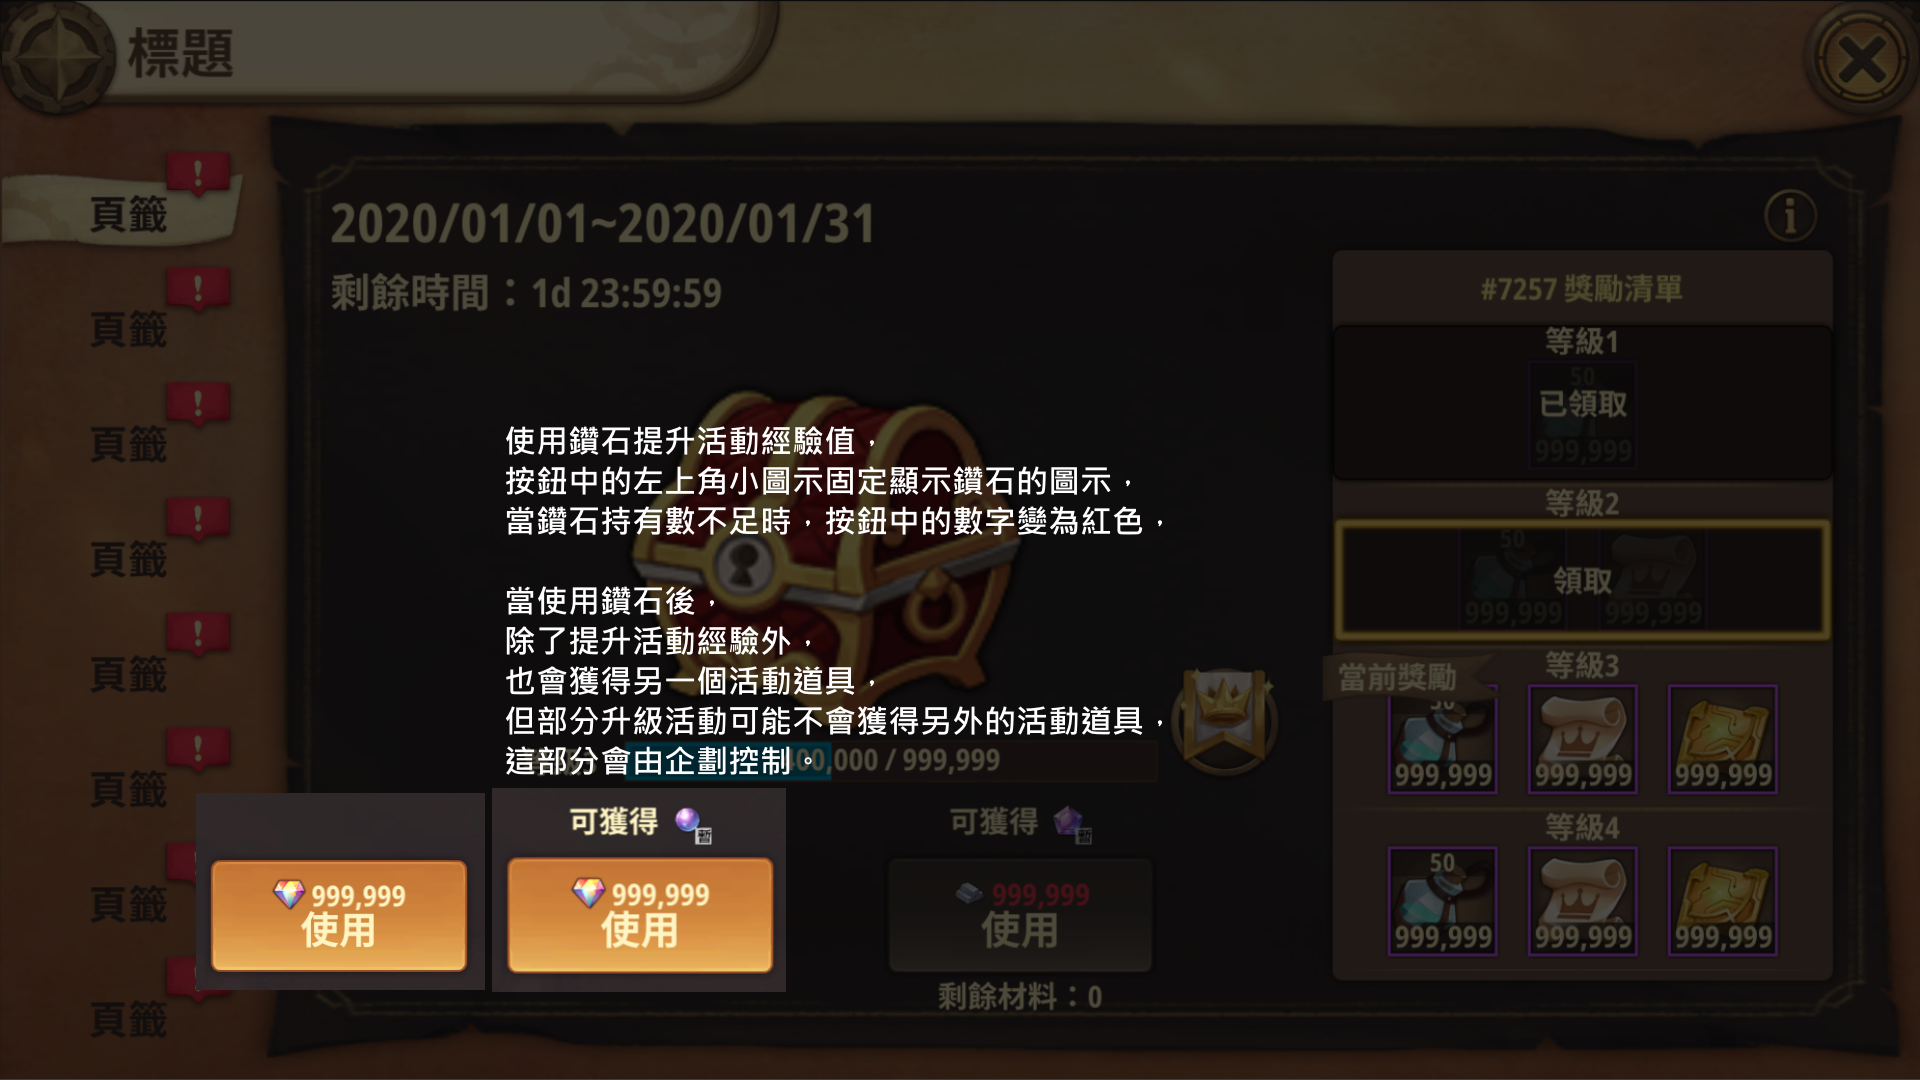 標題
頁籤
頁籤
頁籤
頁籤
頁籤
頁籤
頁籤
頁籤
2020/01/01~2020/01/31
剩餘時間：1d 23:59:59
使用鑽石提升活動經驗值，
按鈕中的左上角小圖示固定顯示鑽石的圖示，
當鑽石持有數不足時，按鈕中的數字變為紅色，
當使用鑽石後，
除了提升活動經驗外，
也會獲得另一個活動道具，
但部分升級活動可能不會獲得另外的活動道具，
這部分會由企劃控制。
00,000 / 999,999
999,999
使用
可獲得
暫
999,999
使用
可獲得
暫
999,999
使用
剩餘材料：0
#7257 獎勵清單
等級1
50
已領取
999,999
等級2
50
領取
999,999 999,999
當前獎勵
等級3
50
999,999 999,999 999,999
等級4
50
999,999 999,999 999,999